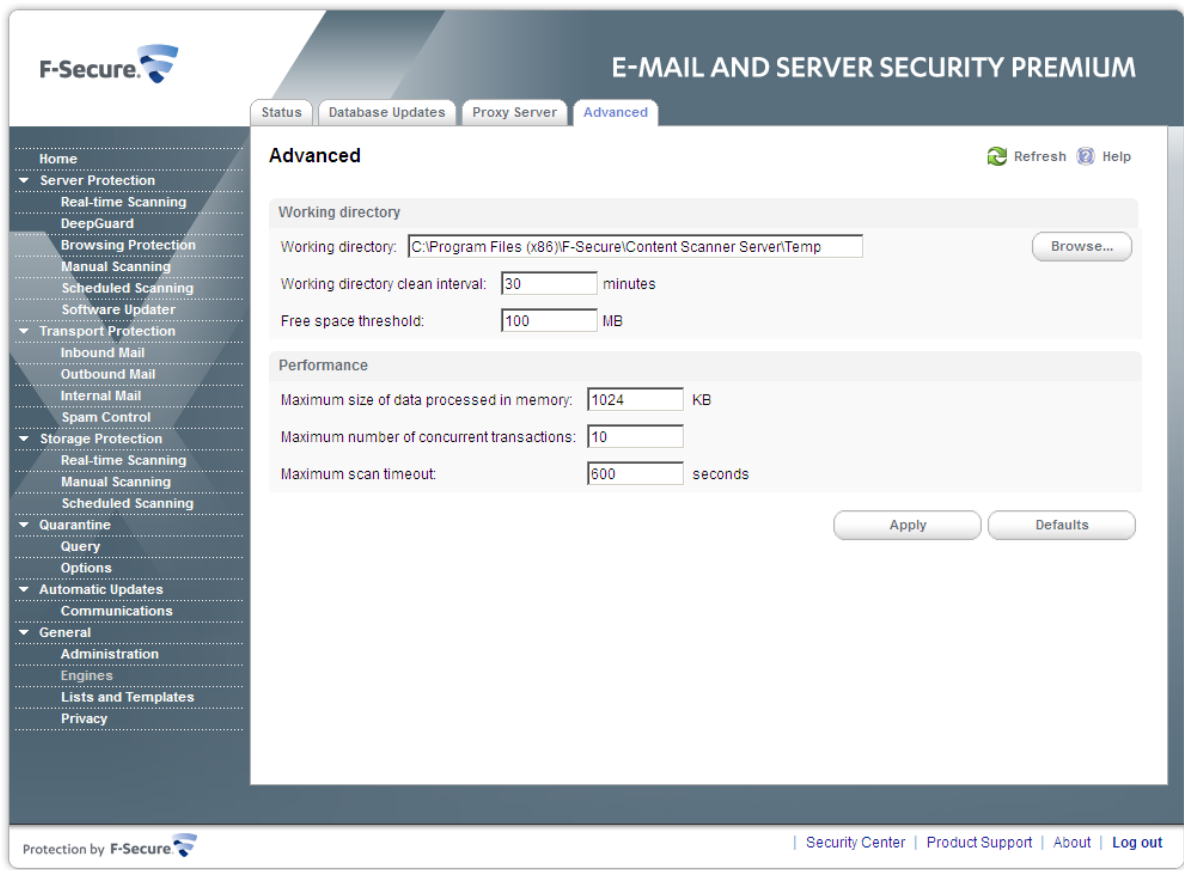 F-Secure.
E-MAIL AND SERVER SECURITY PREMIUM
Status Database Updates Proxy Server Advanced
Home
Server Protection
Real-time Scanning
DeepGuard
Browsing Protection
Manual Scanning
Scheduled Scanning
Software Updater
Transport Protection
Inbound Mail
Outbound Mail
Internal Mail
Spam Control
Storage Protection
Real-time Scanning
Manual Scanning
Scheduled Scanning
Quarantine
Query
Options
Automatic Updates
Communications
General
Administration
Engines
Lists and Templates
Privacy
Advanced
Refresh Help
Working directory
Working directory: C:\Program Files (x86)\F-Secure\Content Scanner Server\Temp Browse...
Working directory clean interval: 30 minutes
Free space threshold: 100 MB
Performance
Maximum size of data processed in memory: 1024 KB
Maximum number of concurrent transactions: 10
Maximum scan timeout: 600 seconds
Apply Defaults
Protection by F-Secure.
| Security Center | Product Support | About | Log out